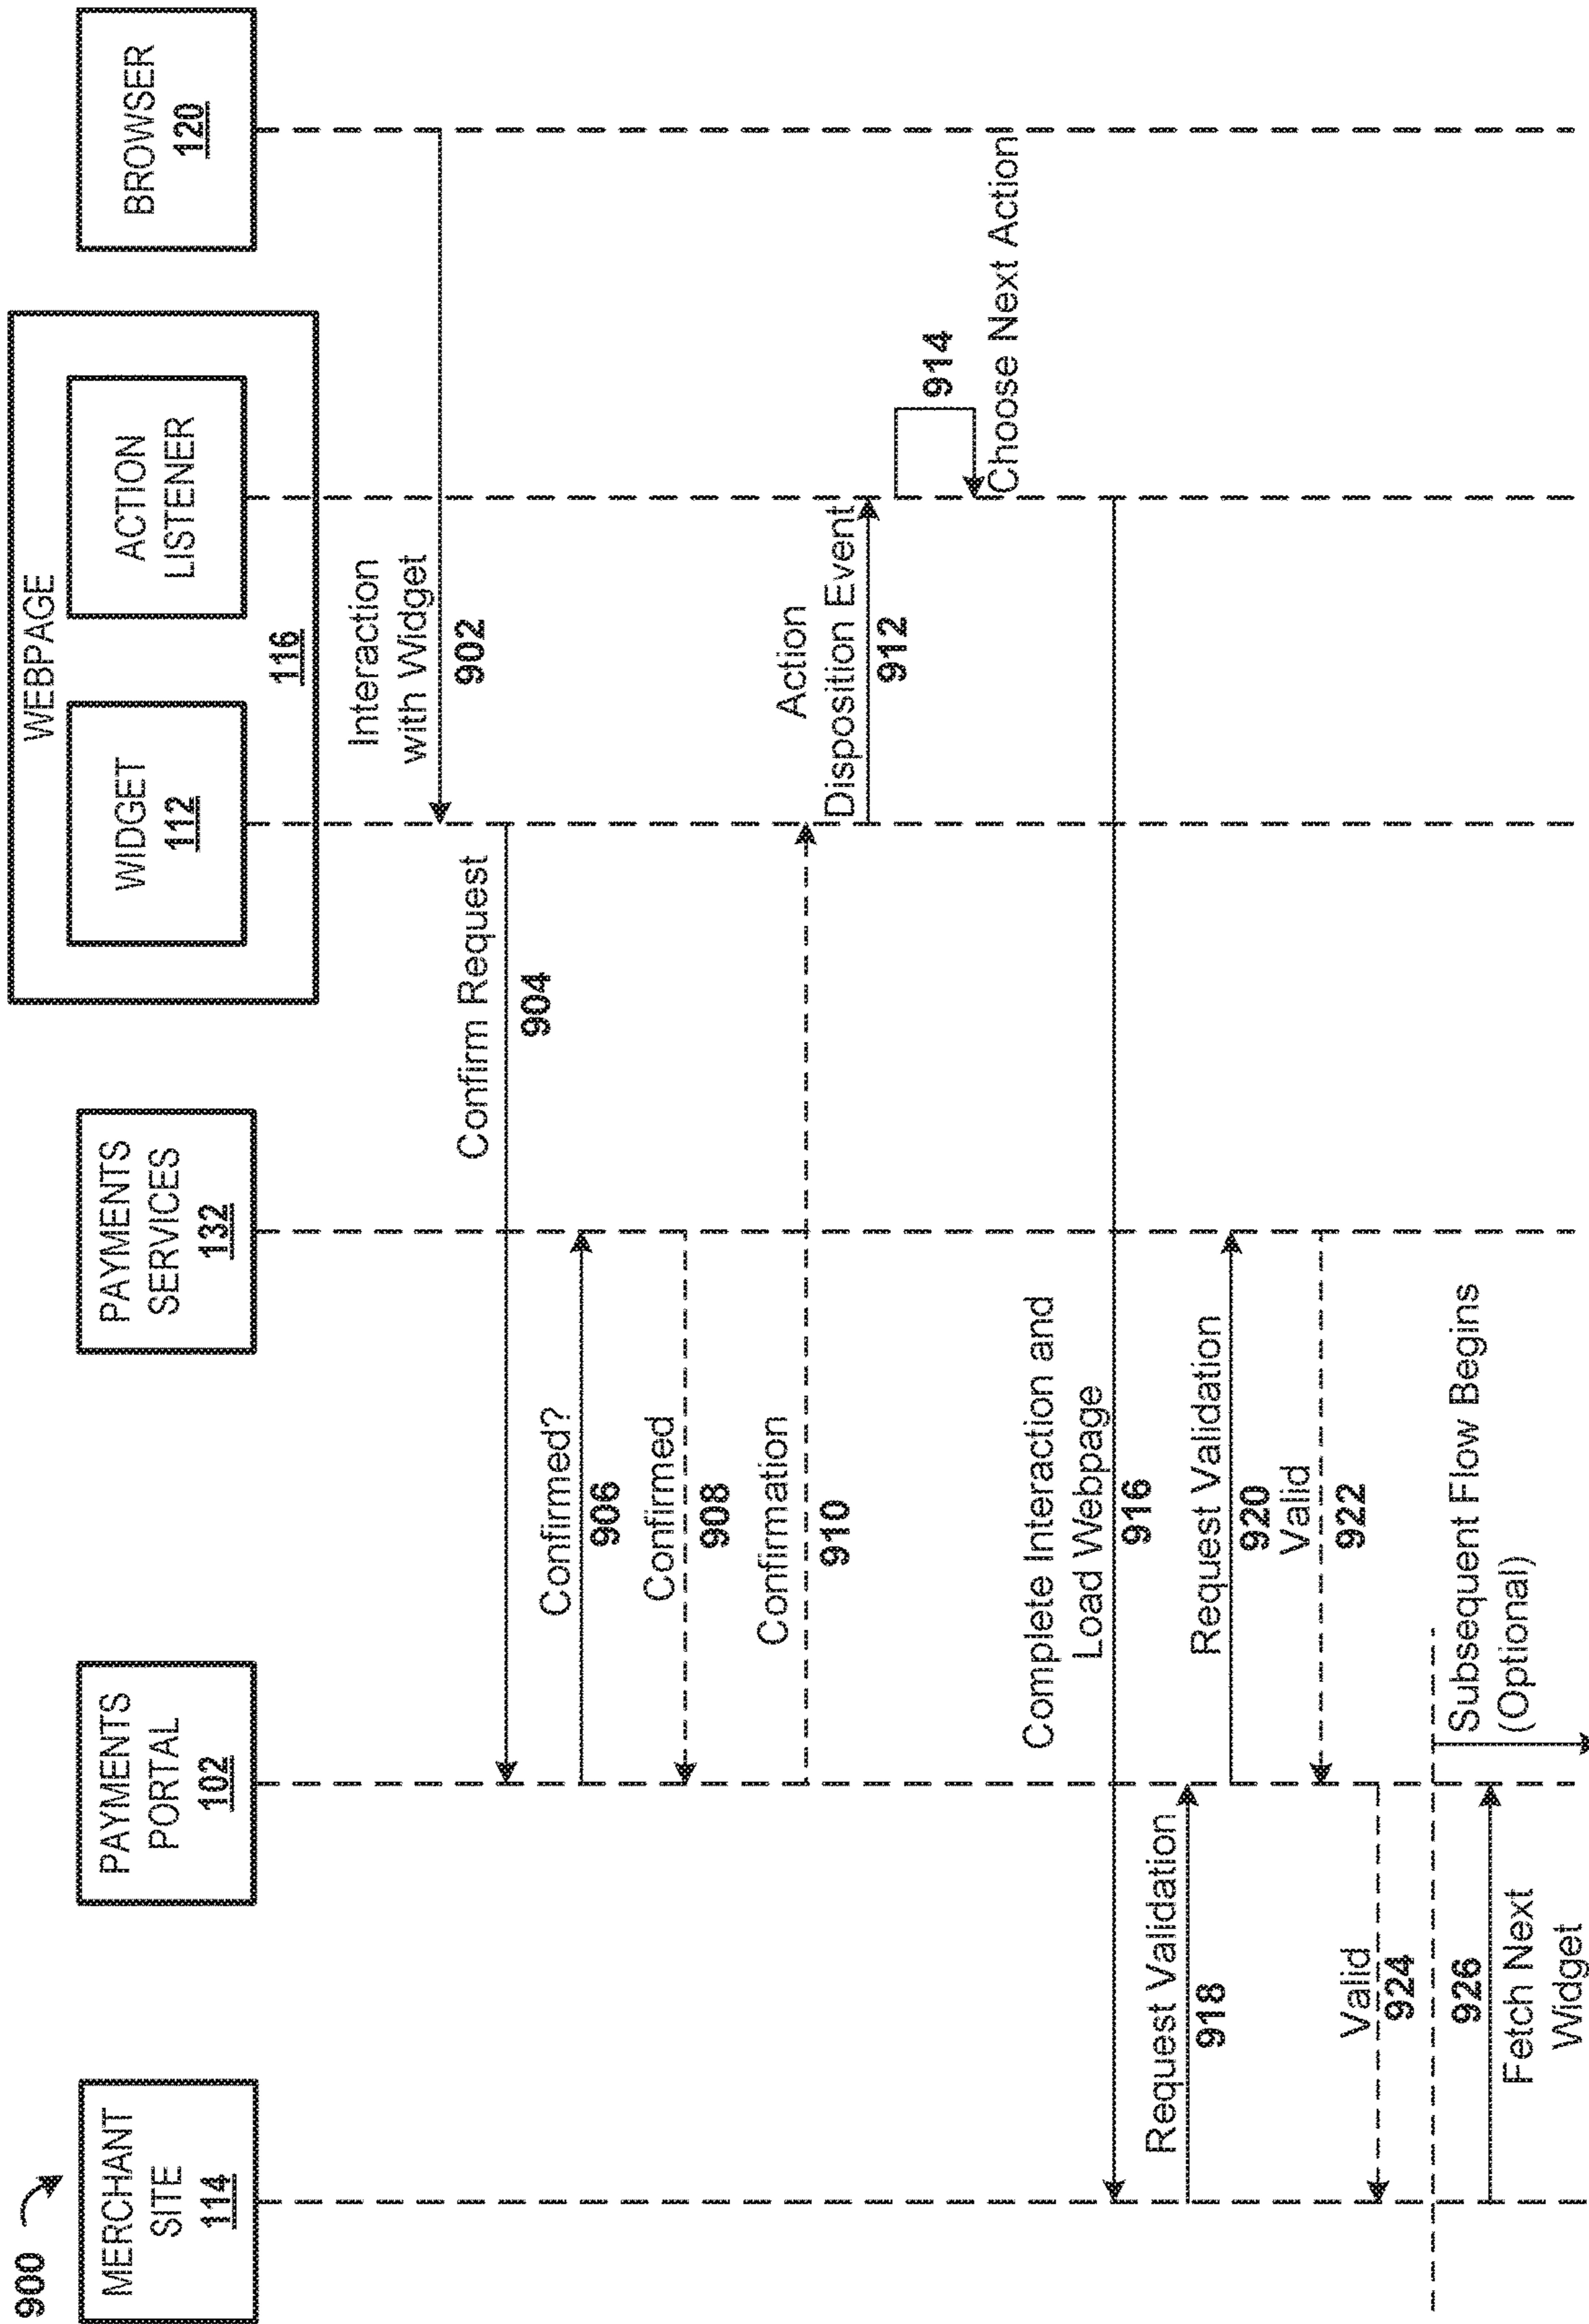 900
MERCHANT
SITE
114
PAYMENTS
PORTAL
102
PAYMENTS
SERVICES
132
WEBPAGE
WIDGET
112
ACTION
LISTENER
116
BROWSER
120
Interaction
with Widget
902
Confirm Request
904
Confirmed?
906
Confirmed
908
Confirmation
910
Action
Disposition Event
912
914
Choose Next Action
Complete Interaction and
Load Webpage
916
Request Validation
918
Request Validation
920
Valid
922
Valid
924
Subsequent Flow Begins
(Optional)
926
Fetch Next
Widget